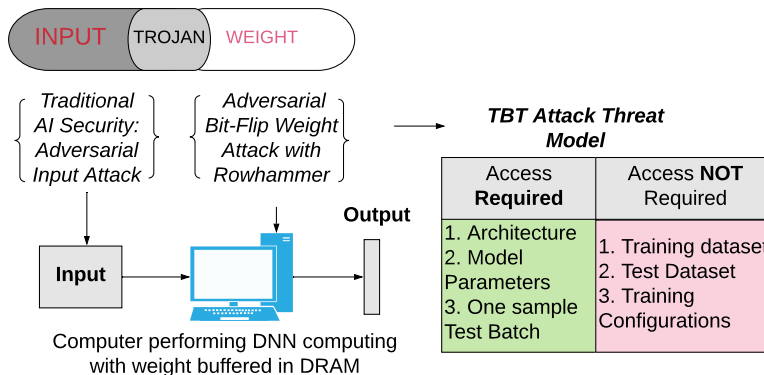 INPUT TROJAN WEIGHT
Traditional
AI Security:
Adversarial
Input Attack
Adversarial
Bit-Flip Weight
Attack with
Rowhammer
Input
Output
Computer performing DNN computing
with weight buffered in DRAM
TBT Attack Threat
Model
Access
Required
Access NOT
Required
1. Architecture
2. Model
Parameters
3. One sample
Test Batch
1. Training dataset
2. Test Dataset
3. Training
Configurations